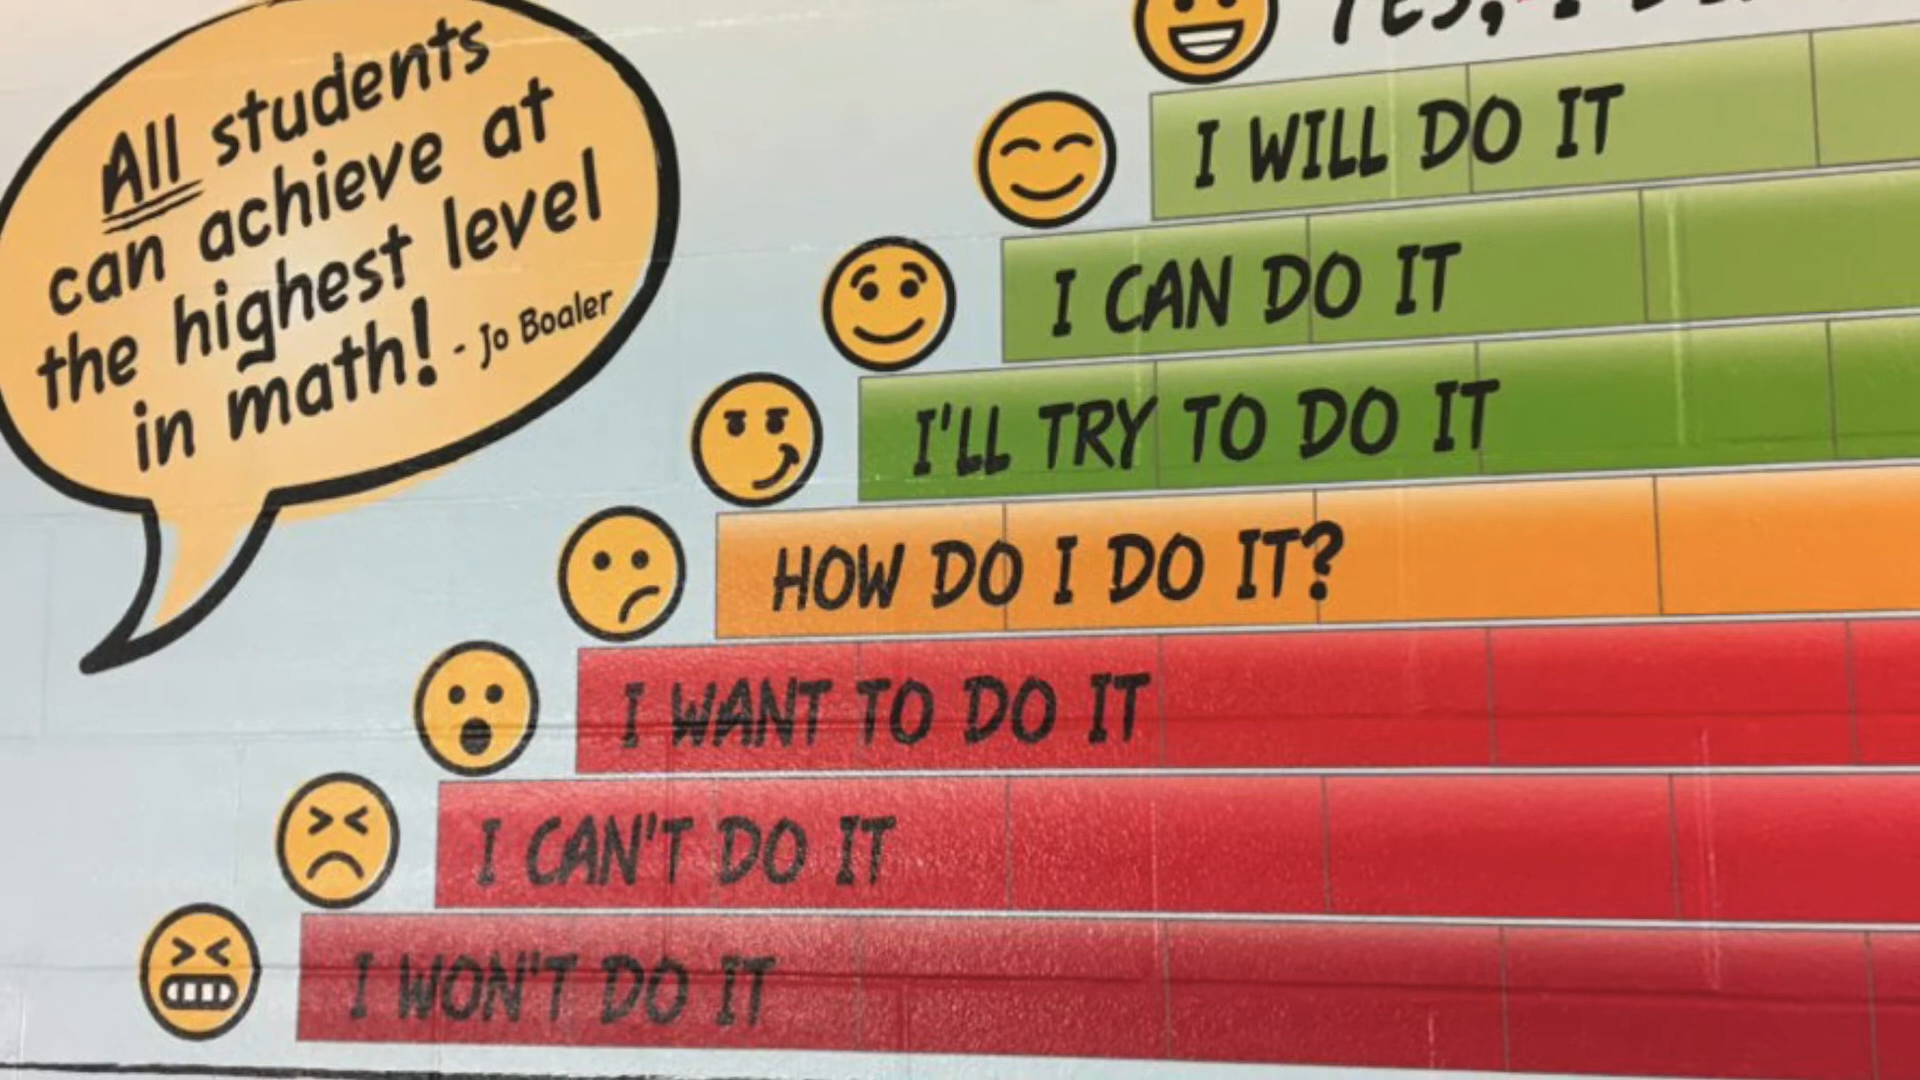 All students
can achieve at
the highest level
in math! - Jo Boaler
YES, I
I WILL DO IT
I CAN DO IT
I'LL TRY TO DO IT
HOW DO I DO IT?
I WANT TO DO IT
I CAN'T DO IT
I WON'T DO IT